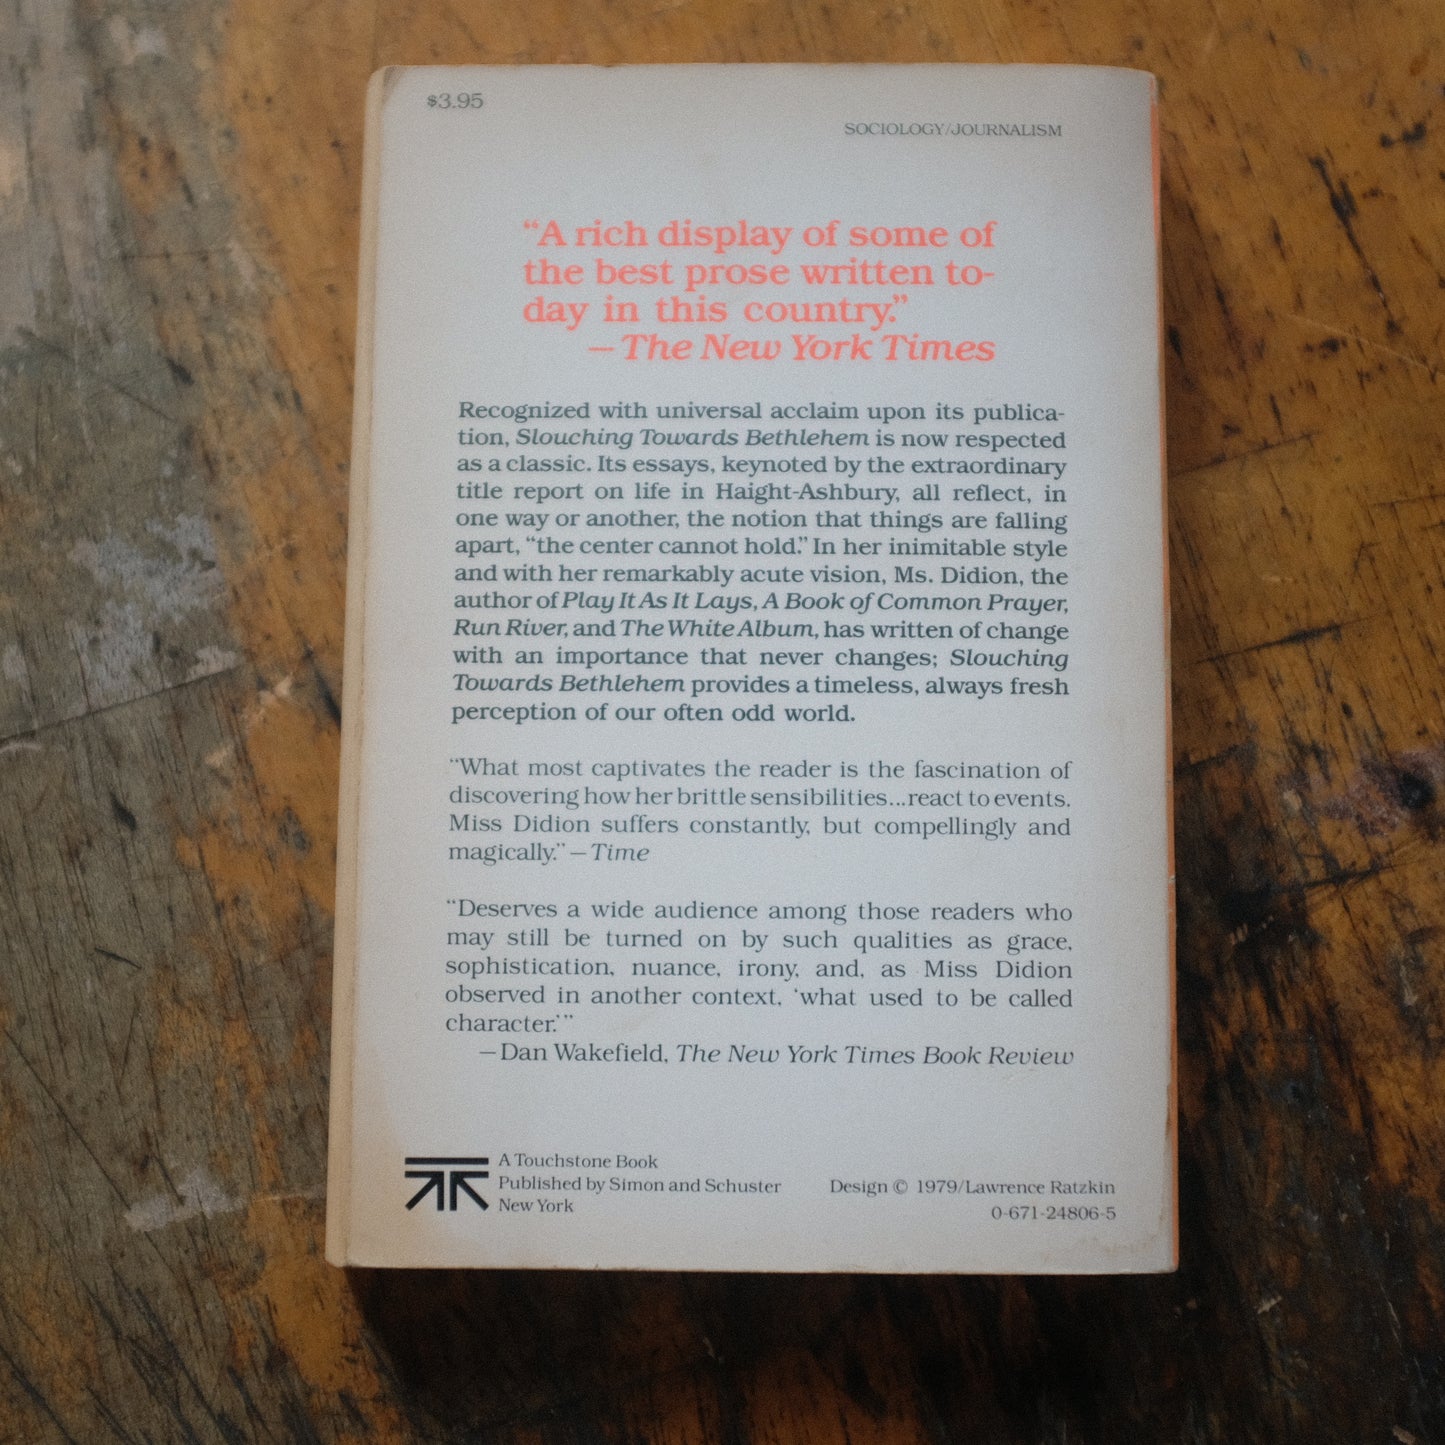 $3.95
SOCIOLOGY/JOURNALISM
“A rich display of some of
the best prose written to-
day in this country.”
—The New York Times
Recognized with universal acclaim upon its publica-
tion, Slouching Towards Bethlehem is now respected
as a classic. Its essays, keynoted by the extraordinary
title report on life in Haight-Ashbury, all reflect, in
one way or another, the notion that things are falling
apart, “the center cannot hold.” In her inimitable style
and with her remarkably acute vision, Ms. Didion, the
author of Play It As It Lays, A Book of Common Prayer,
Run River, and The White Album, has written of change
with an importance that never changes; Slouching
Towards Bethlehem provides a timeless, always fresh
perception of our often odd world.
“What most captivates the reader is the fascination of
discovering how her brittle sensibilities...react to events.
Miss Didion suffers constantly, but compellingly and
magically.” —Time
“Deserves a wide audience among those readers who
may still be turned on by such qualities as grace,
sophistication, nuance, irony, and, as Miss Didion
observed in another context, ‘what used to be called
character.’”
—Dan Wakefield, The New York Times Book Review
A Touchstone Book
Published by Simon and Schuster
New York
Design © 1979/Lawrence Ratzkin
0-671-24806-5